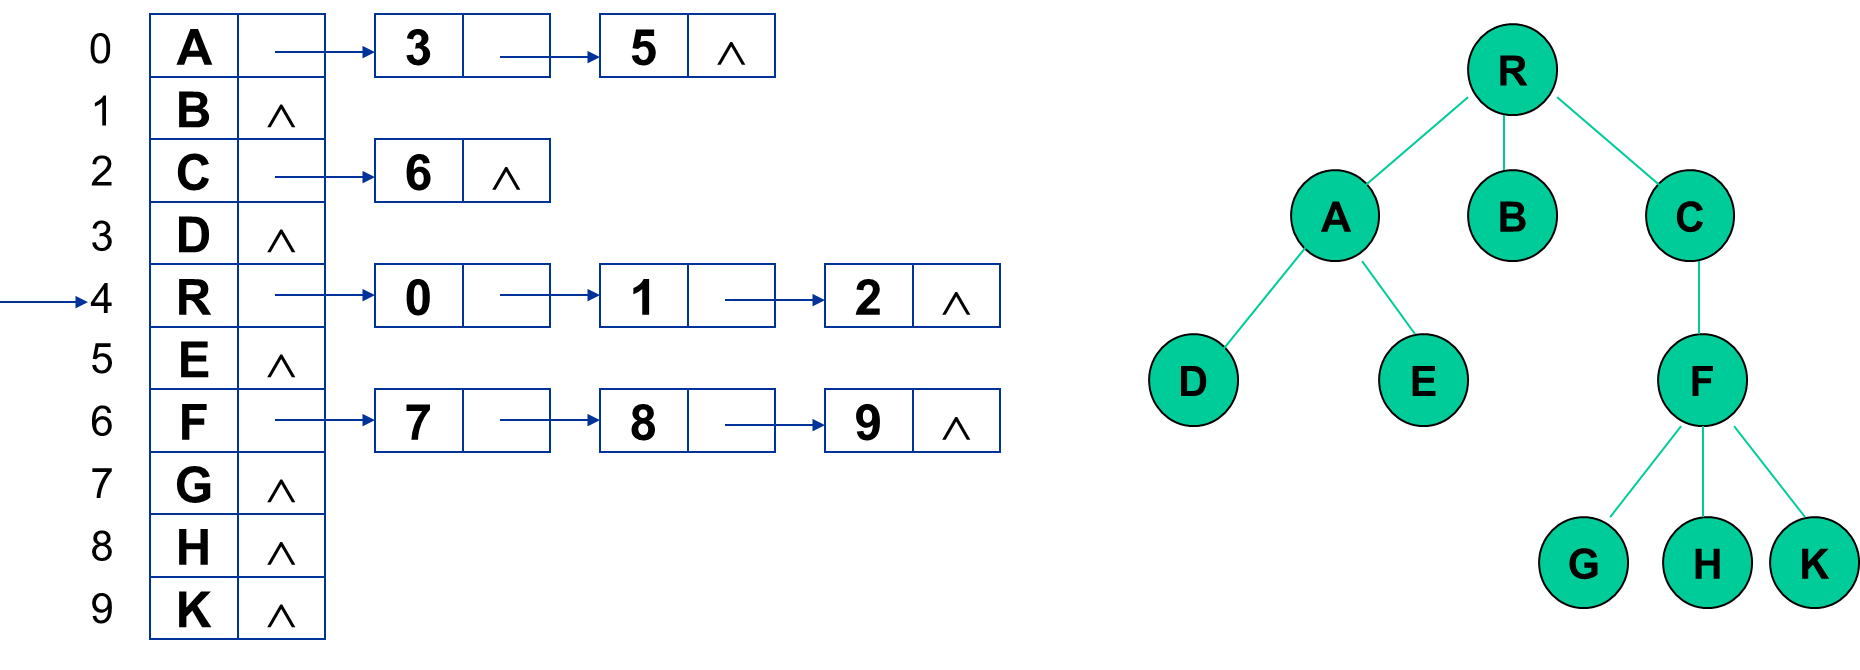 0 A 3 5 ∧
1 B ∧
2 C 6 ∧
3 D ∧
4 R 0 1 2 ∧
5 E ∧
6 F 7 8 9 ∧
7 G ∧
8 H ∧
9 K ∧
R
A B C
D E F
G H K